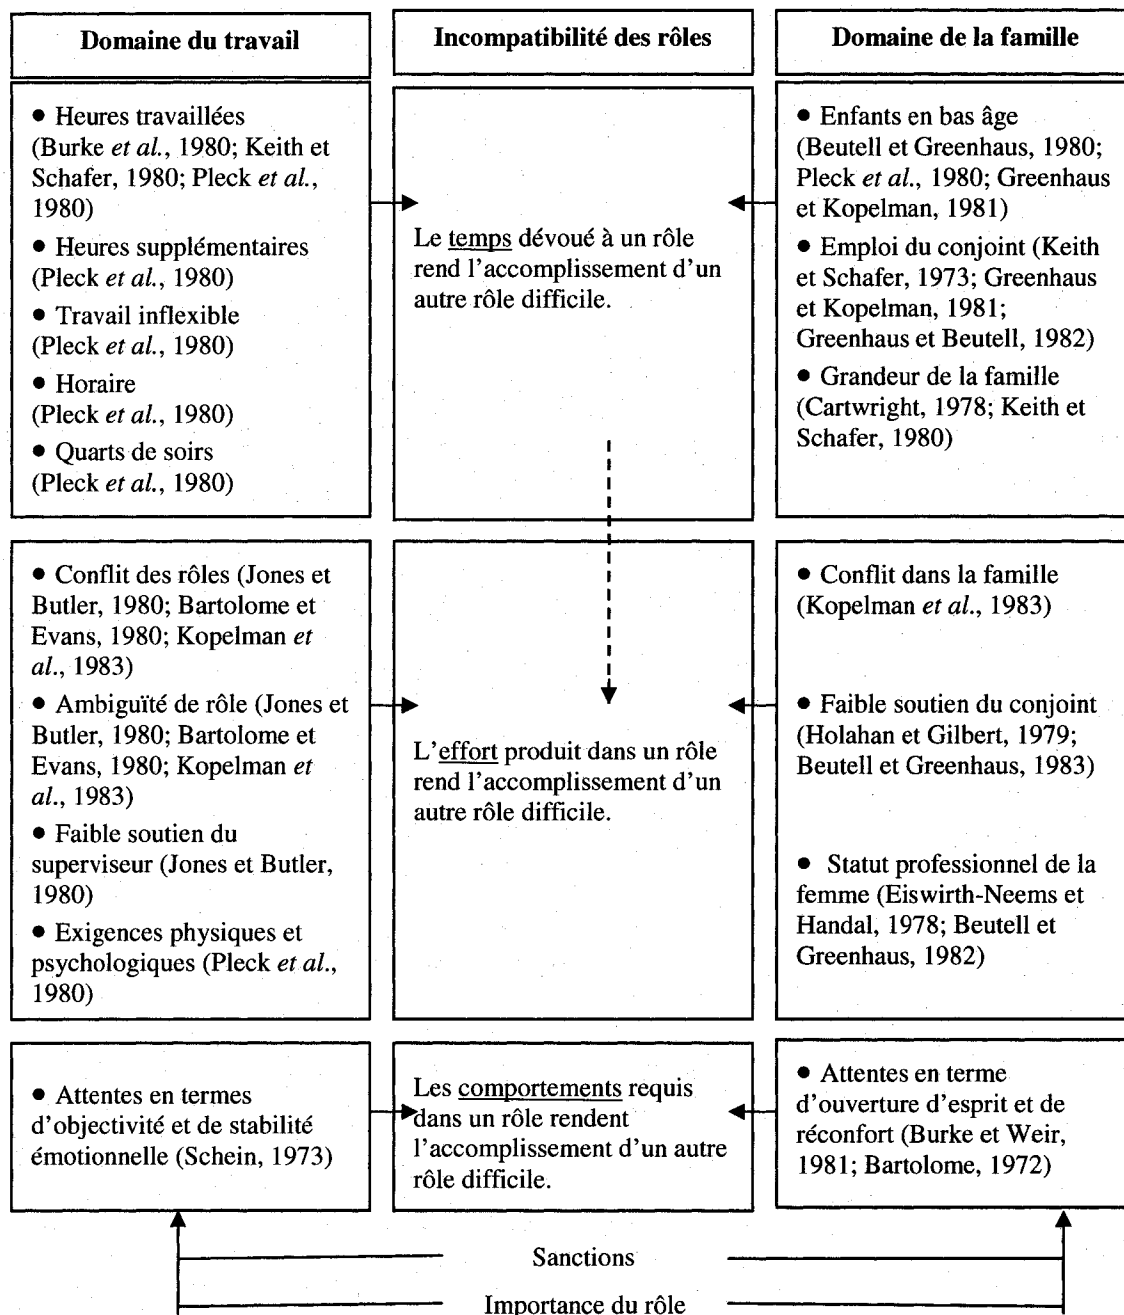 Domaine du travail
Incompatibilité des rôles
Domaine de la famille
● Heures travaillées
(Burke et al., 1980; Keith et
Schafer, 1980; Pleck et al.,
1980)
● Heures supplémentaires
(Pleck et al., 1980)
● Travail inflexible
(Pleck et al., 1980)
● Horaire
(Pleck et al., 1980)
● Quarts de soirs
(Pleck et al., 1980)
Le temps dévoué à un rôle
rend l'accomplissement d'un
autre rôle difficile.
● Enfants en bas âge
(Beutell et Greenhaus, 1980;
Pleck et al., 1980; Greenhaus
et Kopelman, 1981)
● Emploi du conjoint (Keith
et Schafer, 1973; Greenhaus
et Kopelman, 1981;
Greenhaus et Beutell, 1982)
● Grandeur de la famille
(Cartwright, 1978; Keith et
Schafer, 1980)
● Conflit des rôles (Jones et
Butler, 1980; Bartolome et
Evans, 1980; Kopelman et
al., 1983)
● Ambiguïté de rôle (Jones et
Butler, 1980; Bartolome et
Evans, 1980; Kopelman et
al., 1983)
● Faible soutien du
superviseur (Jones et Butler,
1980)
● Exigences physiques et
psychologiques (Pleck et al.,
1980)
L'effort produit dans un rôle
rend l'accomplissement d'un
autre rôle difficile.
● Conflit dans la famille
(Kopelman et al., 1983)
● Faible soutien du conjoint
(Holahan et Gilbert, 1979;
Beutell et Greenhaus, 1983)
● Statut professionnel de la
femme (Eiswirth-Neems et
Handal, 1978; Beutell et
Greenhaus, 1982)
● Attentes en termes
d'objectivité et de stabilité
émotionnelle (Schein, 1973)
Les comportements requis
dans un rôle rendent
l'accomplissement d'un autre
rôle difficile.
● Attentes en terme
d'ouverture d'esprit et de
réconfort (Burke et Weir,
1981; Bartolome, 1972)
Sanctions
Importance du rôle